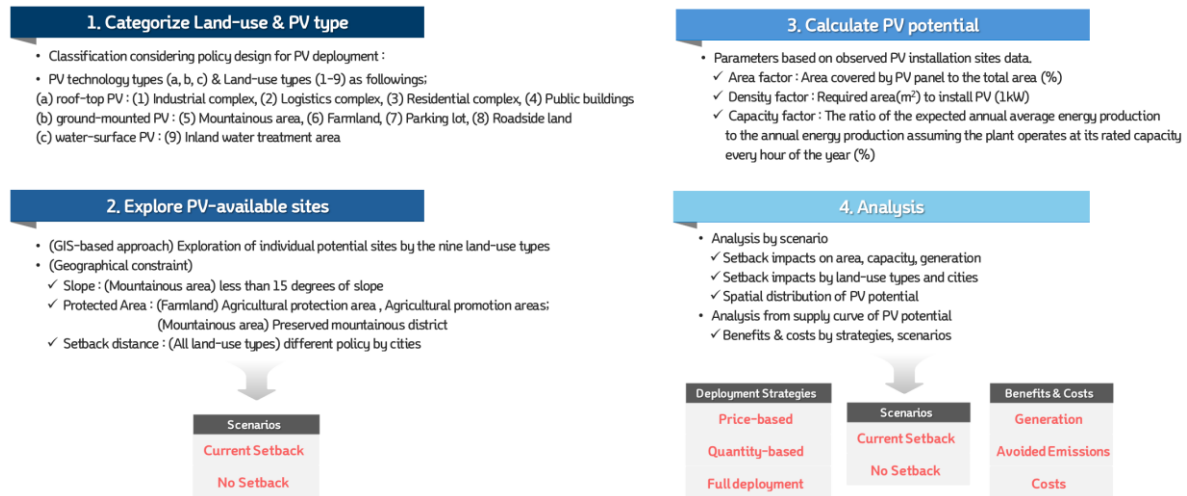 1. Categorize Land-use & PV type
• Classification considering policy design for PV deployment :
• PV technology types (a, b, c) & Land-use types (1-9) as followings;
(a) roof-top PV : (1) Industrial complex, (2) Logistics complex, (3) Residential complex, (4) Public buildings
(b) ground-mounted PV : (5) Mountainous area, (6) Farmland, (7) Parking lot, (8) Roadside land
(c) water-surface PV : (9) Inland water treatment area
2. Explore PV-available sites
• (GIS-based approach) Exploration of individual potential sites by the nine land-use types
• (Geographical constraint)
✓ Slope : (Mountainous area) less than 15 degrees of slope
✓ Protected Area : (Farmland) Agricultural protection area , Agricultural promotion areas;
(Mountainous area) Preserved mountainous district
✓ Setback distance : (All land-use types) different policy by cities
Scenarios
Current Setback
No Setback
3. Calculate PV potential
• Parameters based on observed PV installation sites data.
✓ Area factor : Area covered by PV panel to the total area (%)
✓ Density factor : Required area(m²) to install PV (1kW)
✓ Capacity factor : The ratio of the expected annual average energy production
to the annual energy production assuming the plant operates at its rated capacity
every hour of the year (%)
4. Analysis
• Analysis by scenario
✓ Setback impacts on area, capacity, generation
✓ Setback impacts by land-use types and cities
✓ Spatial distribution of PV potential
• Analysis from supply curve of PV potential
✓ Benefits & costs by strategies, scenarios
Deployment Strategies
Price-based
Quantity-based
Full deployment
Scenarios
Current Setback
No Setback
Benefits & Costs
Generation
Avoided Emissions
Costs